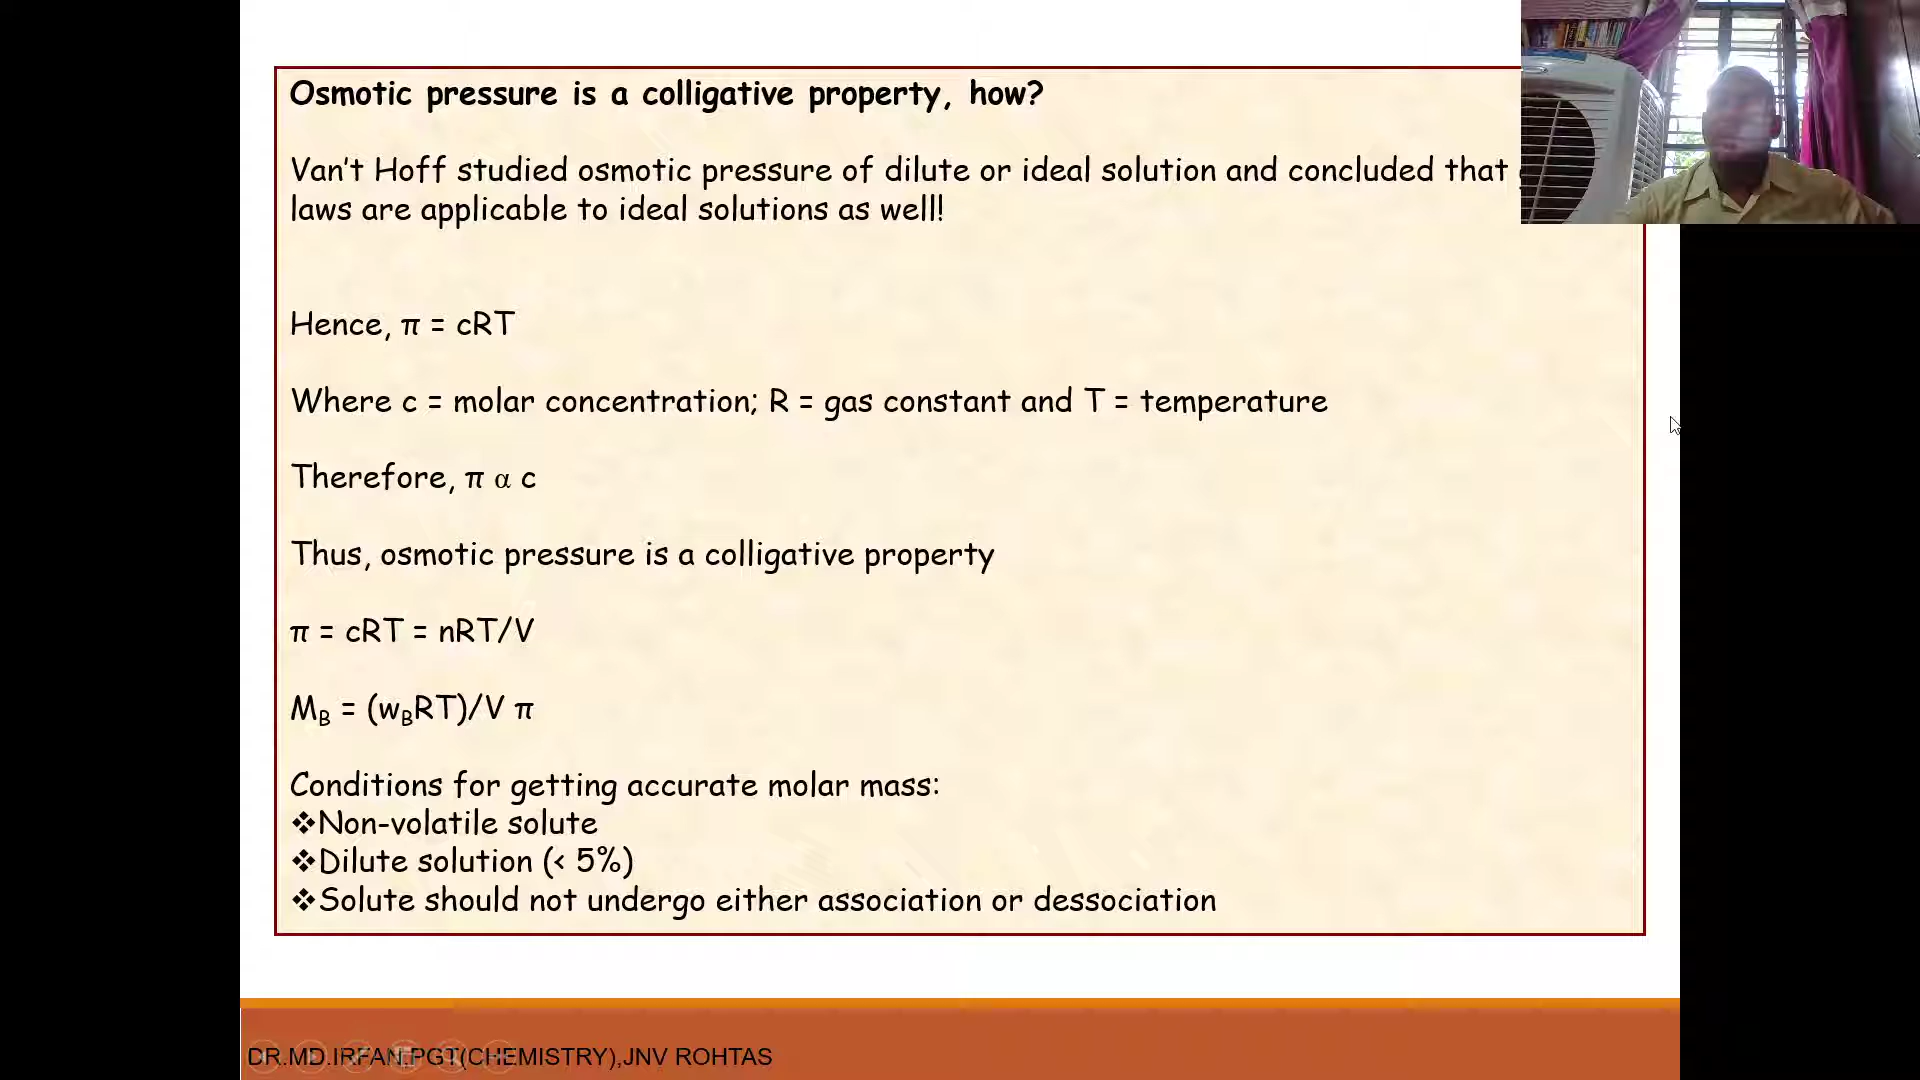 Osmotic pressure is a colligative property, how?
Van't Hoff studied osmotic pressure of dilute or ideal solution and concluded that
laws are applicable to ideal solutions as well!
Hence, π = cRT
Where c = molar concentration; R = gas constant and T = temperature
Therefore, π α c
Thus, osmotic pressure is a colligative property
π = cRT = nRT/V
M_B = (w_BRT)/V π
Conditions for getting accurate molar mass:
❖Non-volatile solute
❖Dilute solution (< 5%)
❖Solute should not undergo either association or dessociation
DR.MD.IRFAN,PGT(CHEMISTRY),JNV ROHTAS